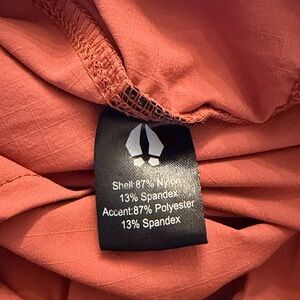 Shell:87% Nylon
13% Spandex
Accent:87% Polyester
13% Spandex